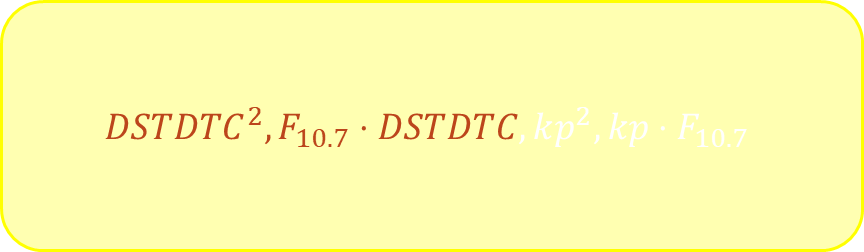 DSTDTC², F₁₀.₇ · DSTDTC, kp², kp · F₁₀.₇